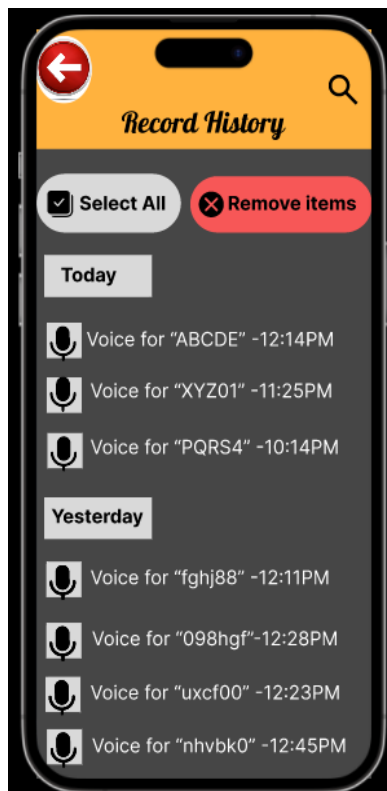 Record History
Select All
Remove items
Today
Voice for “ABCDE” -12:14PM
Voice for “XYZ01” -11:25PM
Voice for “PQRS4” -10:14PM
Yesterday
Voice for “fghj88” -12:11PM
Voice for “098hgf”-12:28PM
Voice for “uxcf00” -12:23PM
Voice for “nhvbk0” -12:45PM